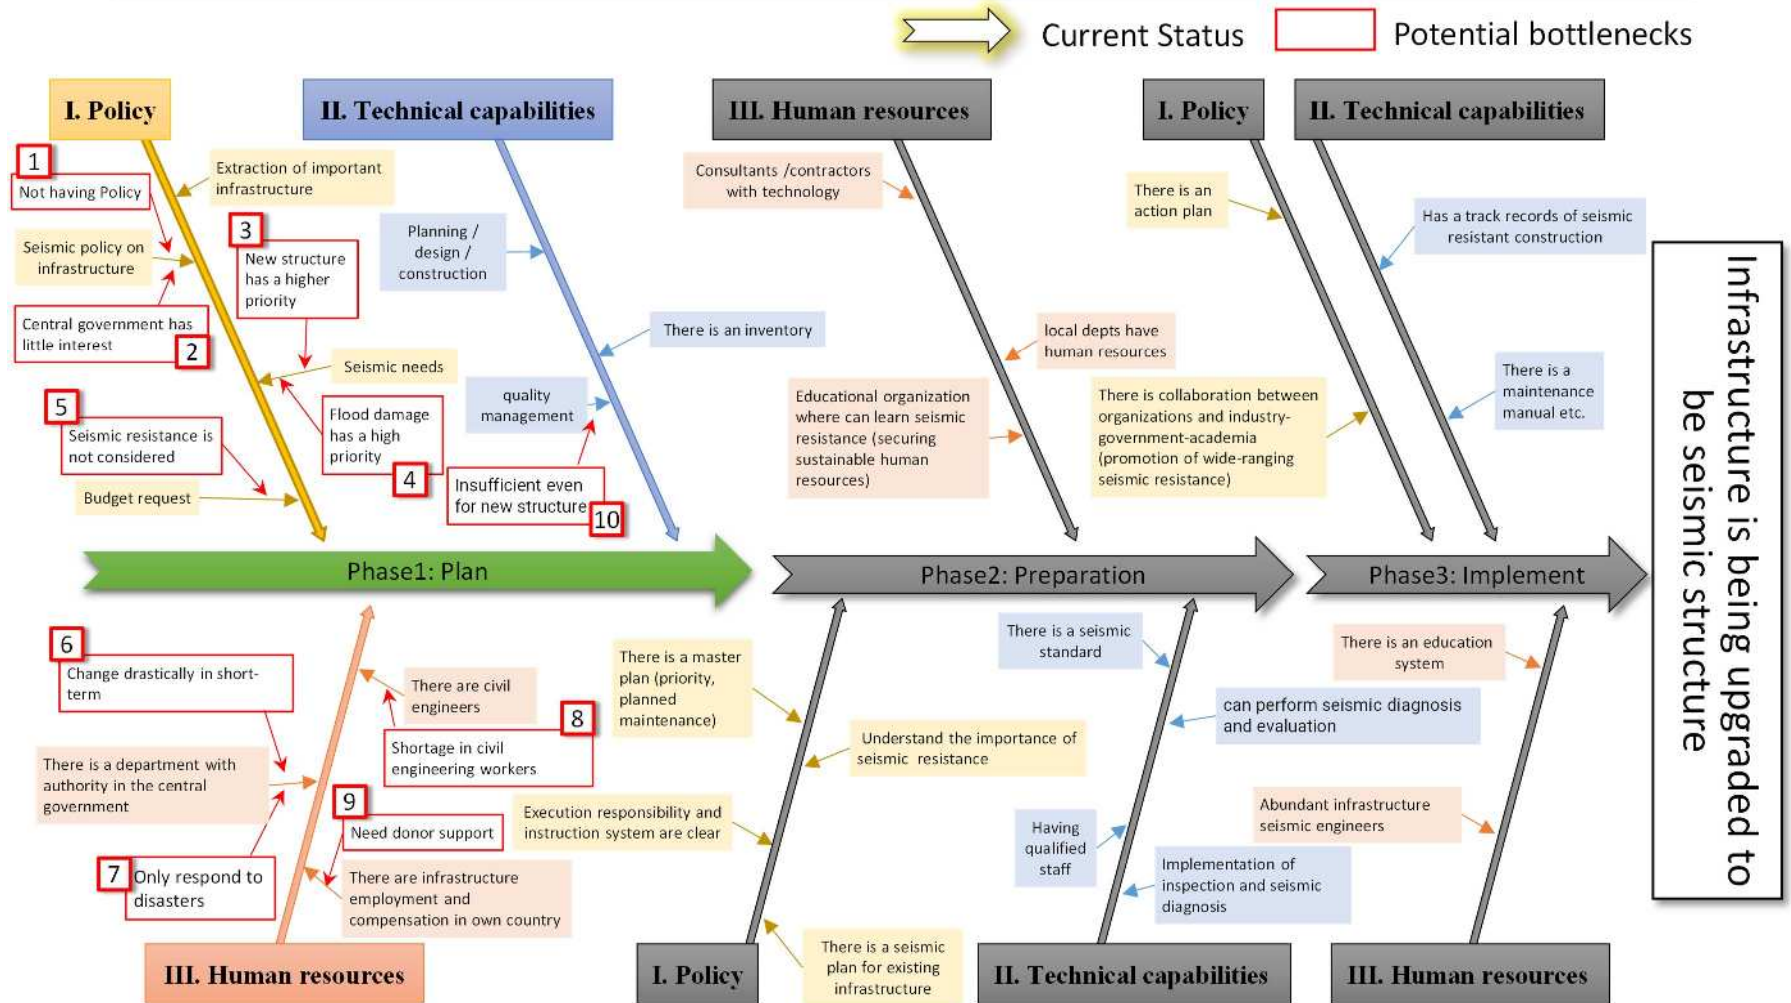 Current Status
Potential bottlenecks
I. Policy
II. Technical capabilities
III. Human resources
I. Policy
II. Technical capabilities
1
Not having Policy
Extraction of important
infrastructure
Seismic policy on
infrastructure
3
New structure
has a higher
priority
Central government has
little interest
2
Seismic needs
5
Seismic resistance is
not considered
Flood damage
has a high
priority
4
Budget request
Planning /
design /
construction
There is an inventory
quality
management
Insufficient even
for new structure
10
Consultants /contractors
with technology
local depts have
human resources
Educational organization
where can learn seismic
resistance (securing
sustainable human
resources)
There is an
action plan
There is collaboration between
organizations and industry-
government-academia
(promotion of wide-ranging
seismic resistance)
Has a track records of seismic
resistant construction
There is a
maintenance
manual etc.
Phase1: Plan
Phase2: Preparation
Phase3: Implement
Infrastructure is being upgraded to
be seismic structure
6
Change drastically in short-
term
There are civil
engineers
8
Shortage in civil
engineering workers
There is a department with
authority in the central
government
9
Need donor support
7
Only respond to
disasters
There are infrastructure
employment and
compensation in own country
There is a master
plan (priority,
planned
maintenance)
Understand the importance of
seismic resistance
Execution responsibility and
instruction system are clear
There is a seismic
plan for existing
infrastructure
There is a seismic
standard
can perform seismic diagnosis
and evaluation
Having
qualified
staff
Implementation of
inspection and seismic
diagnosis
There is an education
system
Abundant infrastructure
seismic engineers
III. Human resources
I. Policy
II. Technical capabilities
III. Human resources